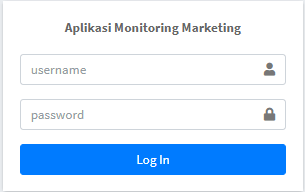 Aplikasi Monitoring Marketing
username
password
Log In